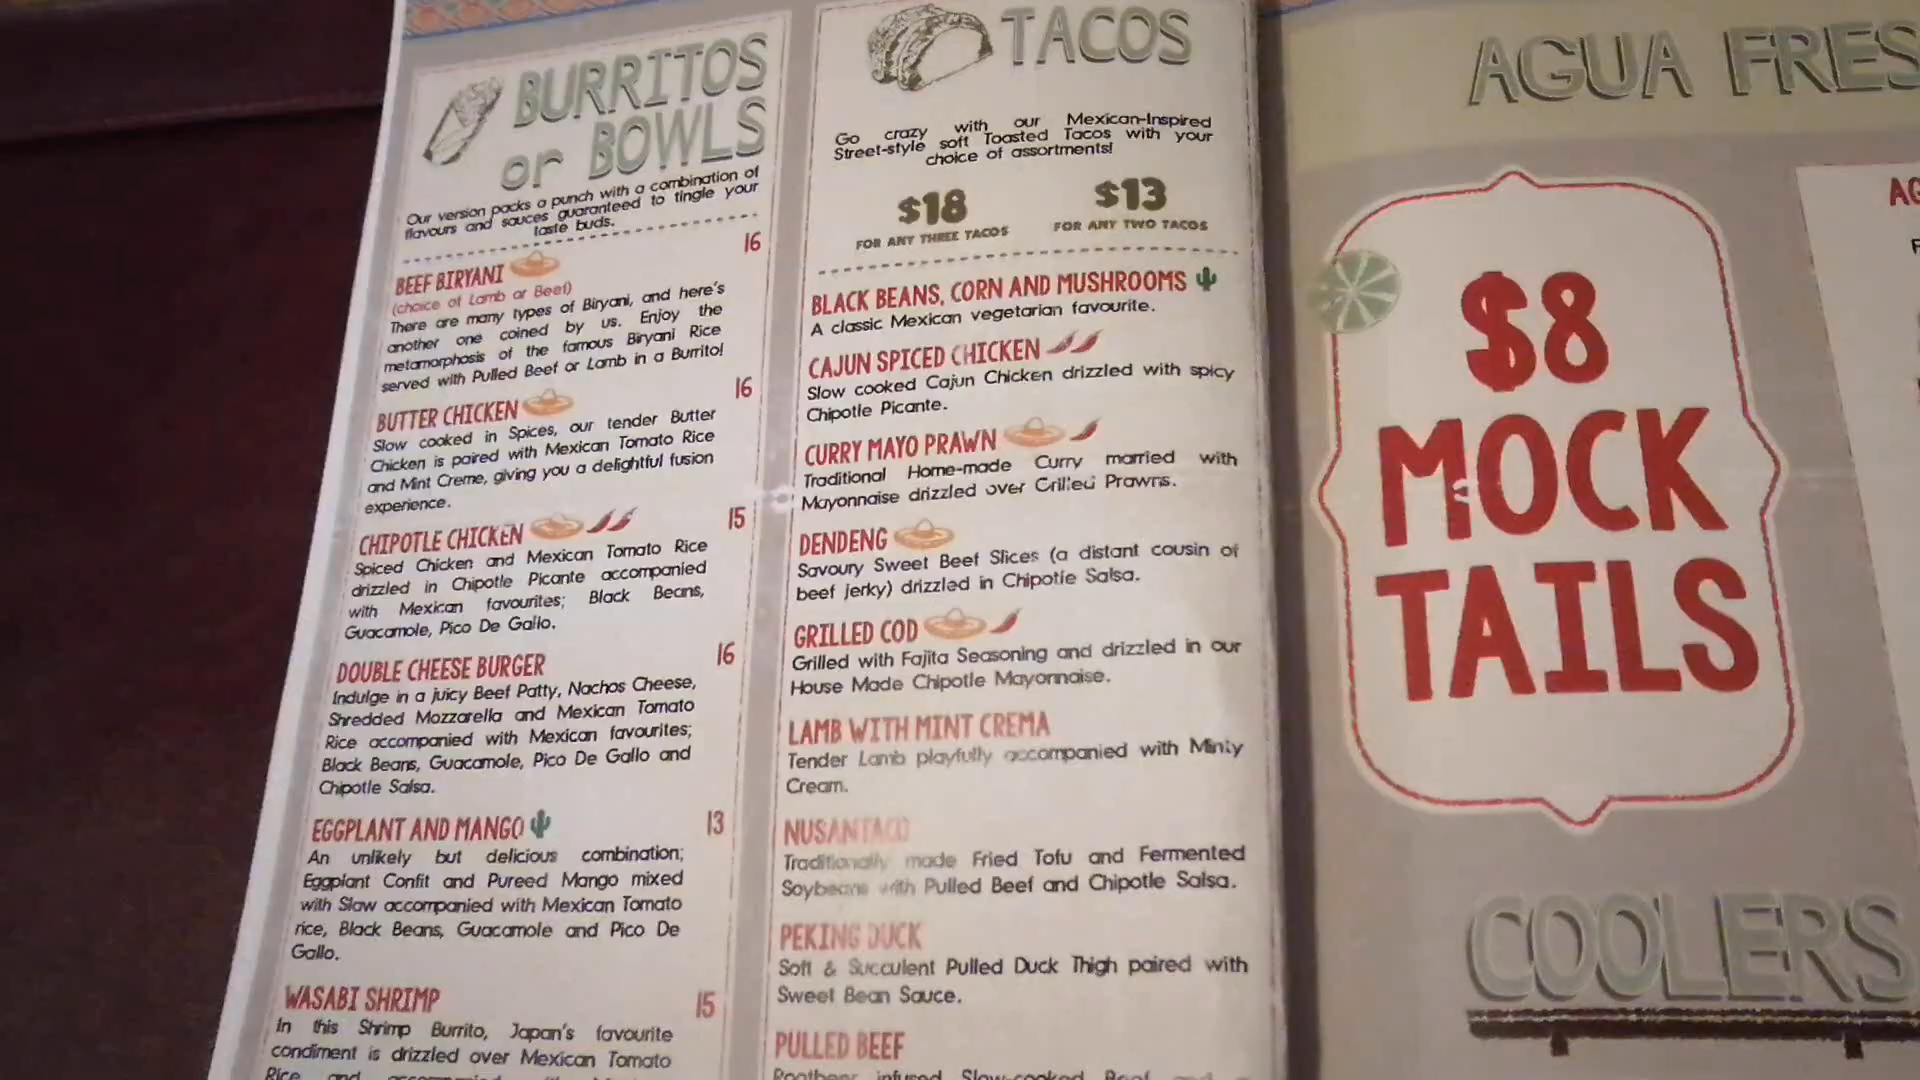 BURRITOS
or BOWLS
Our version packs a punch with a combination of
flavours and sauces guaranteed to tingle your
taste buds.
BEEF BIRYANI 16
(choice of Lamb or Beef)
There are many types of Biryani, and here's
another one coined by us. Enjoy the
metamorphosis of the famous Biryani Rice
served with Pulled Beef or Lamb in a Burrito!
BUTTER CHICKEN 16
Slow cooked in Spices, our tender Butter
Chicken is paired with Mexican Tomato Rice
and Mint Creme, giving you a delightful fusion
experience.
CHIPOTLE CHICKEN 15
Spiced Chicken and Mexican Tomato Rice
drizzled in Chipotle Picante accompanied
with Mexican favourites; Black Beans,
Guacamole, Pico De Gallo.
DOUBLE CHEESE BURGER 16
Indulge in a juicy Beef Patty, Nachos Cheese,
Shredded Mozzarella and Mexican Tomato
Rice accompanied with Mexican favourites;
Black Beans, Guacamole, Pico De Gallo and
Chipotle Salsa.
EGGPLANT AND MANGO 13
An unlikely but delicious combination;
Eggplant Confit and Pureed Mango mixed
with Slaw accompanied with Mexican Tomato
rice, Black Beans, Guacamole and Pico De
Gallo.
WASABI SHRIMP 15
In this Shrimp Burrito, Japan's favourite
condiment is drizzled over Mexican Tomato
Rice and
TACOS
Go crazy with our Mexican-Inspired
Street-style soft Toasted Tacos with your
choice of assortments!
$18 $13
FOR ANY THREE TACOS FOR ANY TWO TACOS
BLACK BEANS, CORN AND MUSHROOMS
A classic Mexican vegetarian favourite.
CAJUN SPICED CHICKEN
Slow cooked Cajun Chicken drizzled with spicy
Chipotle Picante.
CURRY MAYO PRAWN
Traditional Home-made Curry married with
Mayonnaise drizzled over Grilled Prawns.
DENDENG
Savoury Sweet Beef Slices (a distant cousin of
beef jerky) drizzled in Chipotle Salsa.
GRILLED COD
Grilled with Fajita Seasoning and drizzled in our
House Made Chipotle Mayonnaise.
LAMB WITH MINT CREMA
Tender Lamb playfully accompanied with Minty
Cream.
NUSANTACO
Traditionally made Fried Tofu and Fermented
Soybeans with Pulled Beef and Chipotle Salsa.
PEKING DUCK
Soft & Succulent Pulled Duck Thigh paired with
Sweet Bean Sauce.
PULLED BEEF
Rootbeer infused Slow-cooked Beef and
AGUA FRES
$8
MOCK
TAILS
COOLERS
AG